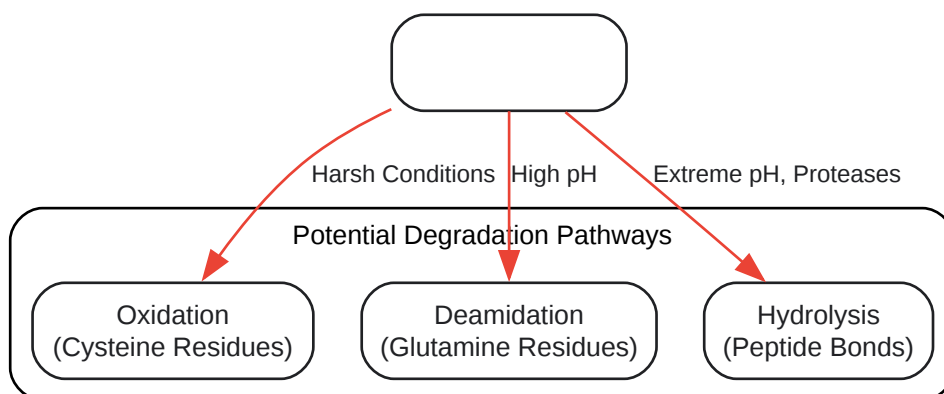 Harsh Conditions
High pH
Extreme pH, Proteases
Potential Degradation Pathways
Oxidation
(Cysteine Residues)
Deamidation
(Glutamine Residues)
Hydrolysis
(Peptide Bonds)